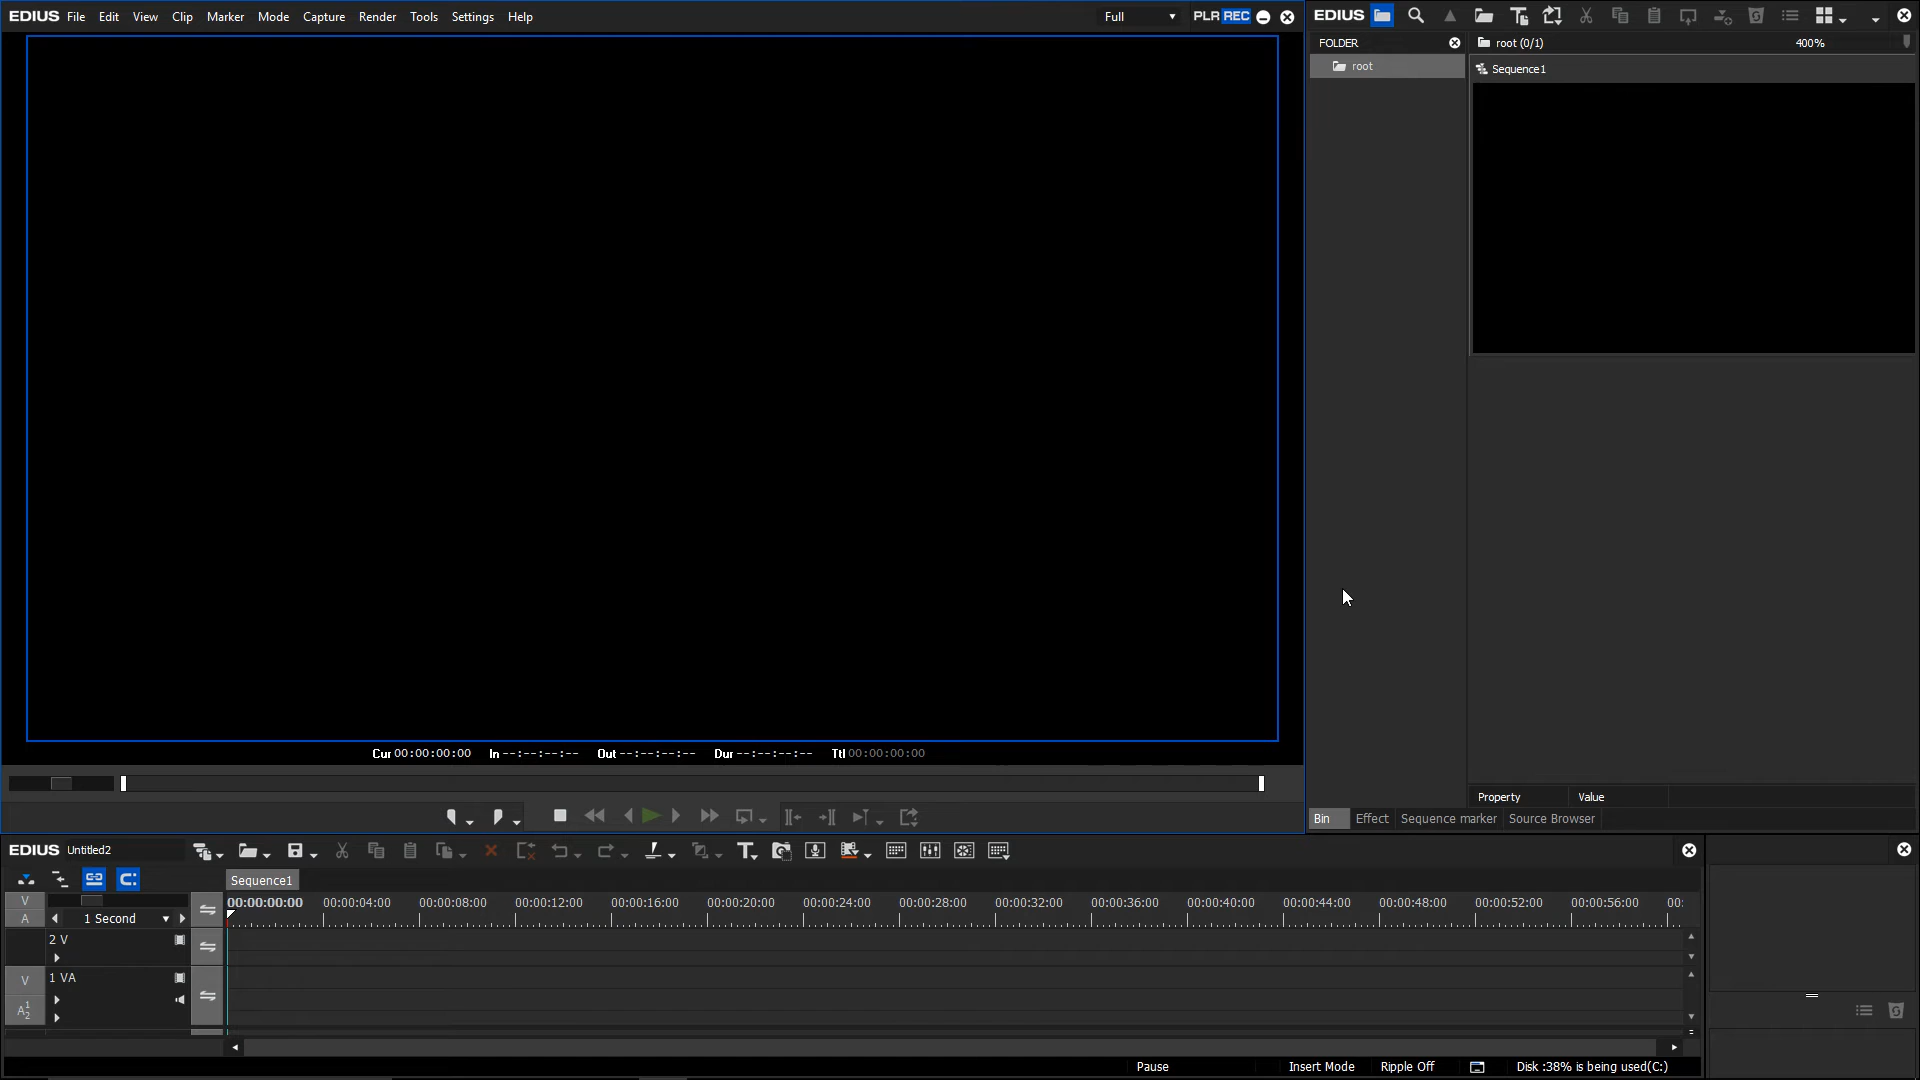 EDIUS File Edit View Clip Marker Mode Capture Render Tools Settings Help Full PLR REC
EDIUS
FOLDER root (0/1) 400%
root
Sequence1
Cur 00:00:00:00 In --:--:--:-- Out --:--:--:-- Dur --:--:--:-- Ttl 00:00:00:00
Property Value
Bin Effect Sequence marker Source Browser
EDIUS Untitled2
Sequence1
V
A 1 Second
00:00:00:00 00:00:04:00 00:00:08:00 00:00:12:00 00:00:16:00 00:00:20:00 00:00:24:00 00:00:28:00 00:00:32:00 00:00:36:00 00:00:40:00 00:00:44:00 00:00:48:00 00:00:52:00 00:00:56:00 00:
2 V
V 1 VA
A 1 2
Pause Insert Mode Ripple Off Disk :38% is being used(C:)